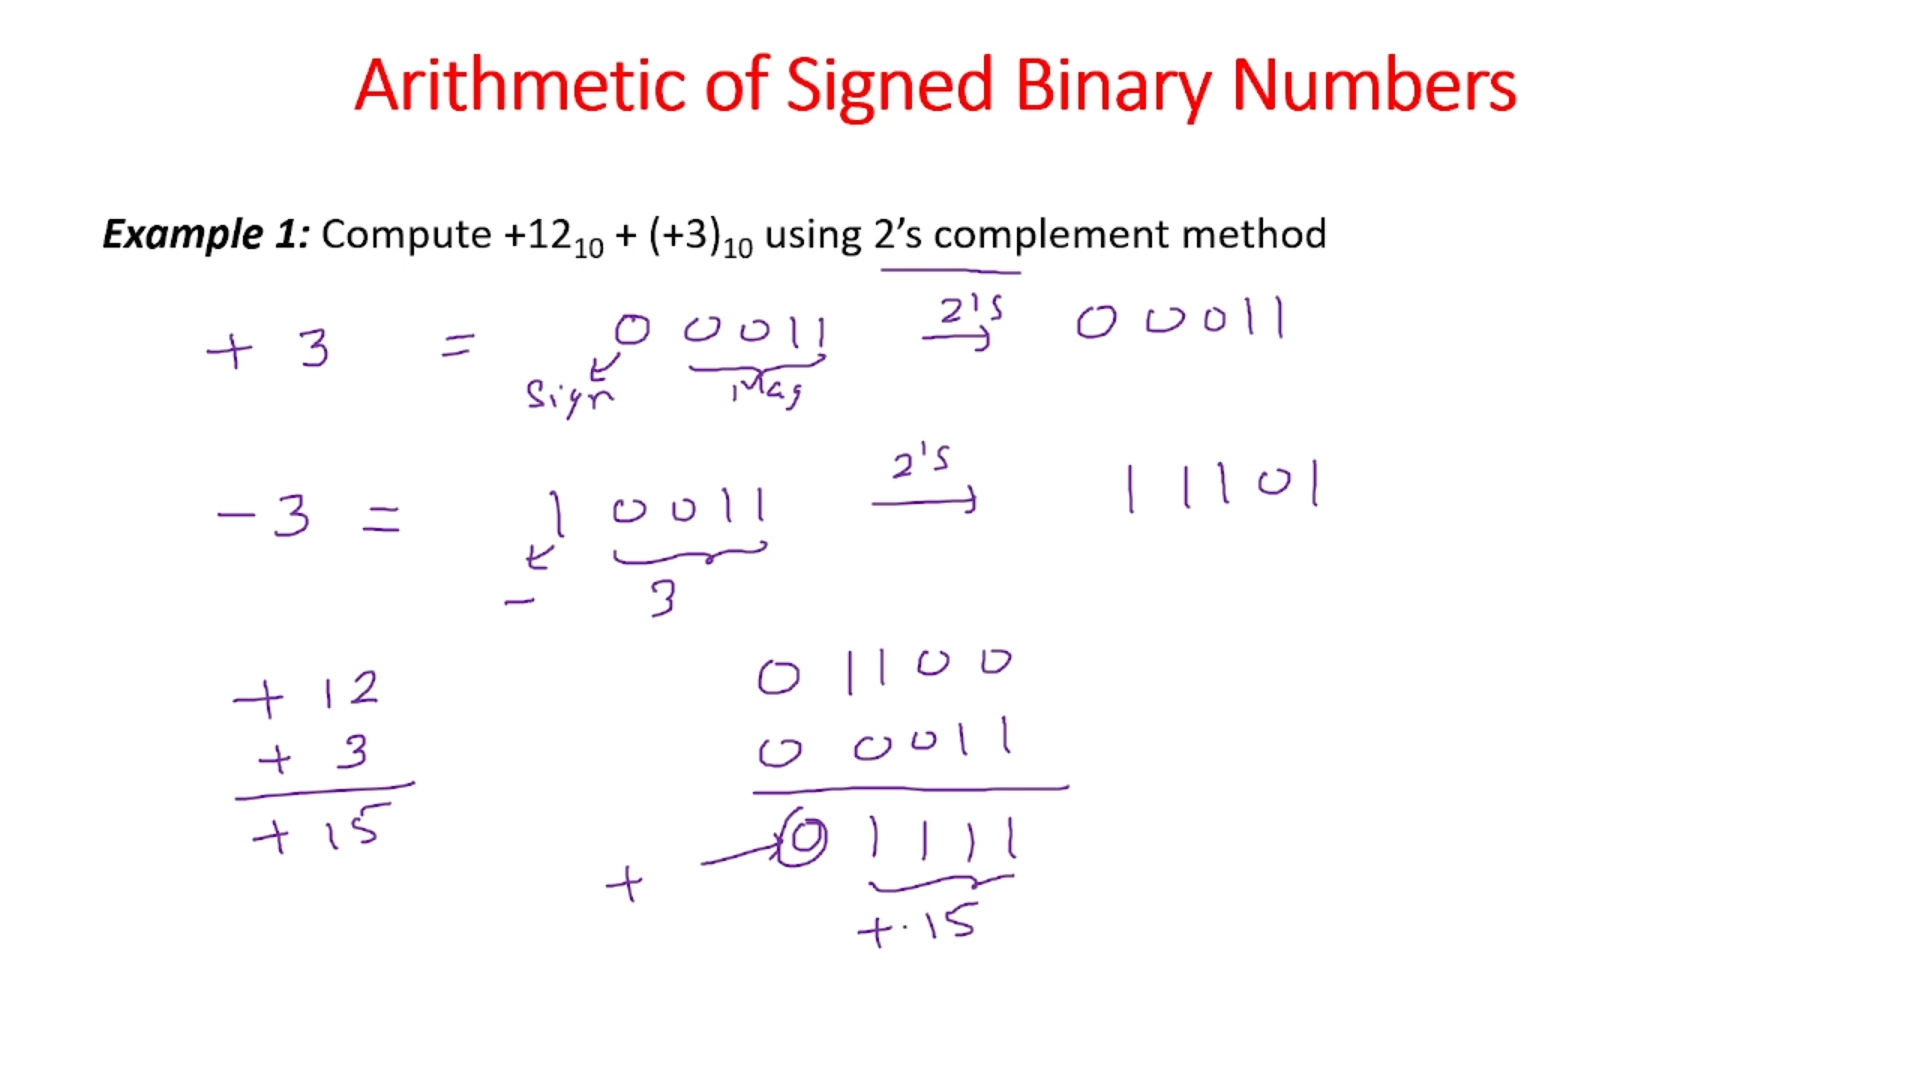 Arithmetic of Signed Binary Numbers
Example 1: Compute +12₁₀ + (+3)₁₀ using 2's complement method
+ 3 = 0 0011 2's 0 0011
Sign Mag
- 3 = 1 0011 2's 1 1101
- 3
+ 12 0 1100
+ 3 0 0011
+ 15 0 1111
+
+.15